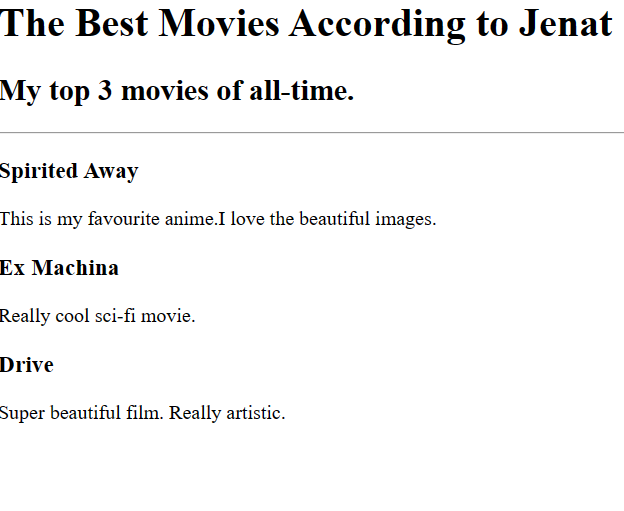 The Best Movies According to Jenat
My top 3 movies of all-time.
Spirited Away
This is my favourite anime.I love the beautiful images.
Ex Machina
Really cool sci-fi movie.
Drive
Super beautiful film. Really artistic.